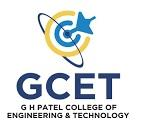 GCET
G H PATEL COLLEGE OF
ENGINEERING & TECHNOLOGY